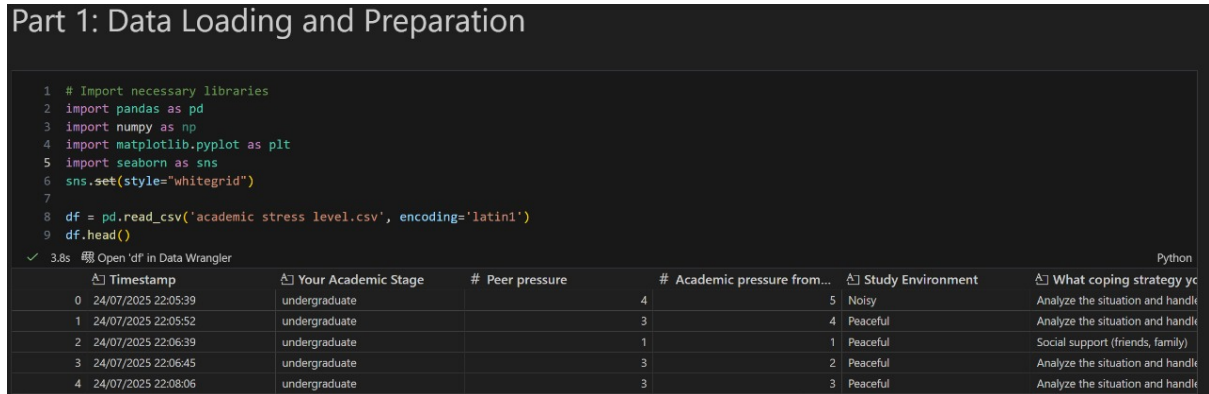 Part 1: Data Loading and Preparation
1 # Import necessary libraries
2 import pandas as pd
3 import numpy as np
4 import matplotlib.pyplot as plt
5 import seaborn as sns
6 sns.set(style="whitegrid")
7
8 df = pd.read_csv('academic stress level.csv', encoding='latin1')
9 df.head()
3.8s Open 'df' in Data Wrangler Python
Timestamp Your Academic Stage # Peer pressure # Academic pressure from... Study Environment What coping strategy yo
0 24/07/2025 22:05:39 undergraduate 4 5 Noisy Analyze the situation and handle
1 24/07/2025 22:05:52 undergraduate 3 4 Peaceful Analyze the situation and handle
2 24/07/2025 22:06:39 undergraduate 1 1 Peaceful Social support (friends, family)
3 24/07/2025 22:06:45 undergraduate 3 2 Peaceful Analyze the situation and handle
4 24/07/2025 22:08:06 undergraduate 3 3 Peaceful Analyze the situation and handle